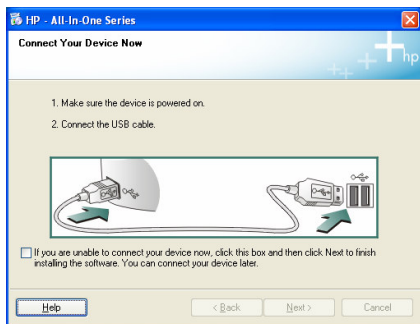 HP - All-In-One Series
Connect Your Device Now
hp
1. Make sure the device is powered on.
2. Connect the USB cable.
If you are unable to connect your device now, click this box and then click Next to finish
installing the software. You can connect your device later.
Help
< Back
Next >
Cancel